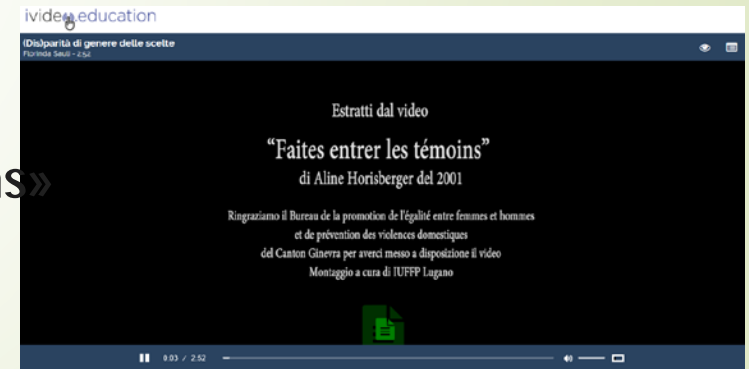 ivideo.education
(Dis)parità di genere delle scelte
Florinda Sauli - 2:52
Estratti dal video
“Faites entrer les témoins”
ns»
di Aline Horisberger del 2001
Ringraziamo il Bureau de la promotion de l'égalité entre femmes et hommes
et de prévention des violences domestiques
del Canton Ginevra per averci messo a disposizione il video
Montaggio a cura di IUFFP Lugano
0:03 / 2:52